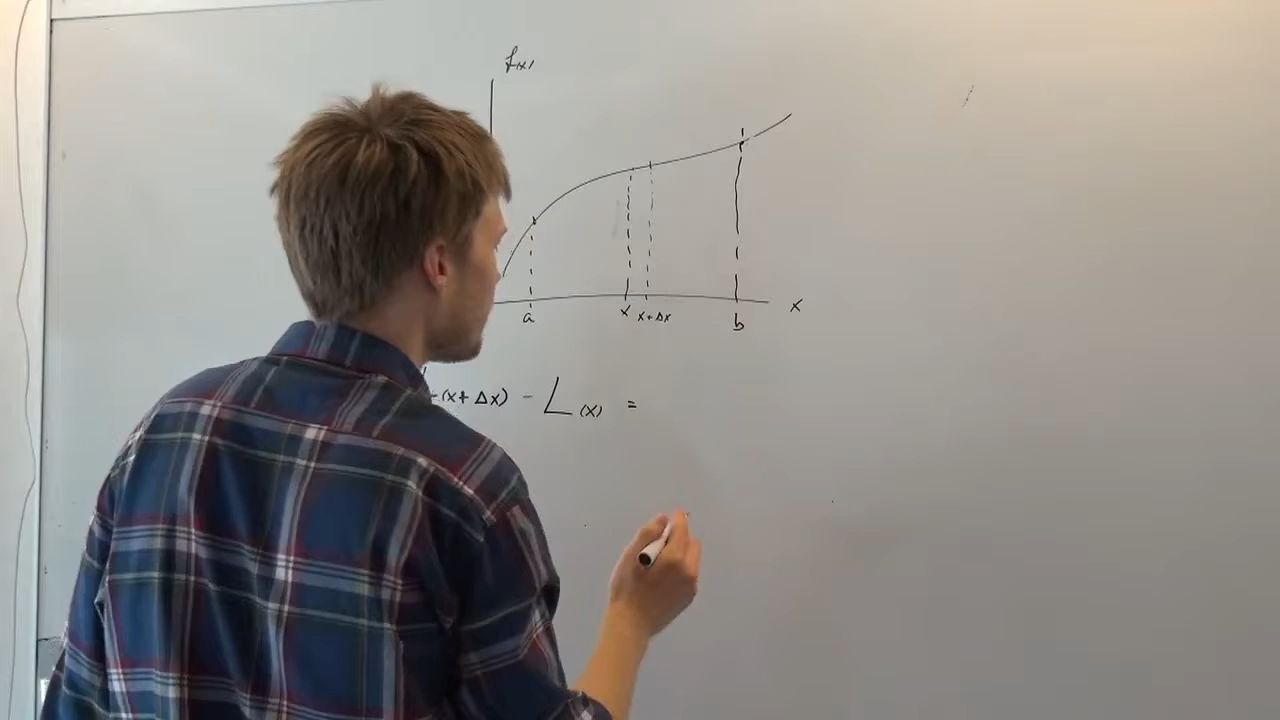 f(x)
x
a x x+Δx b
(x+Δx) - L(x) =